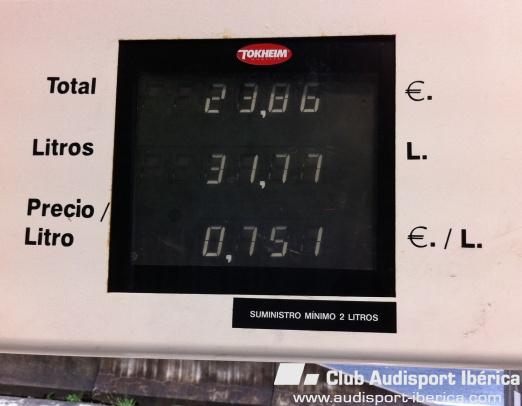 TOKHEIM
Total 23,86 €.
Litros 31,77 L.
Precio /
Litro 0,751 €. / L.
SUMINISTRO MÍNIMO 2 LITROS
Club Audisport Ibérica
www.audisport-iberica.com